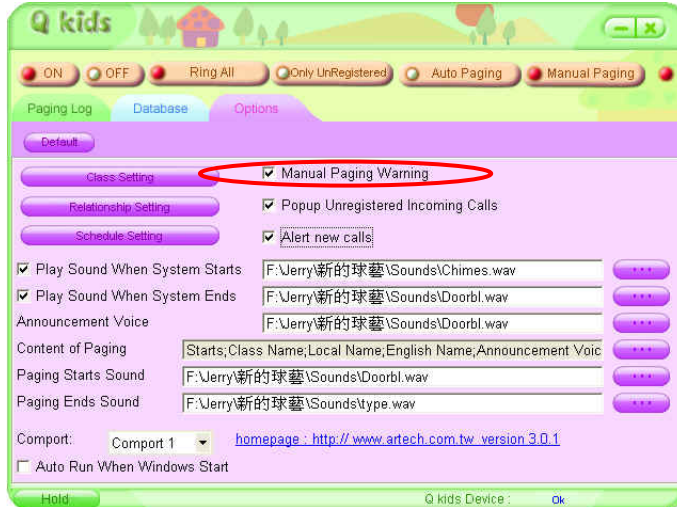 Q kids
ON OFF Ring All Only UnRegistered Auto Paging Manual Paging
Paging Log Database Options
Default
Class Setting Manual Paging Warning
Relationship Setting Popup Unregistered Incoming Calls
Schedule Setting Alert new calls
Play Sound When System Starts F:\Jerry\新的球藝\Sounds\Chimes.wav ...
Play Sound When System Ends F:\Jerry\新的球藝\Sounds\Doorbl.wav ...
Announcement Voice F:\Jerry\新的球藝\Sounds\Doorbl.wav ...
Content of Paging Starts;Class Name;Local Name;English Name;Announcement Voic ...
Paging Starts Sound F:\Jerry\新的球藝\Sounds\Doorbl.wav ...
Paging Ends Sound F:\Jerry\新的球藝\Sounds\type.wav ...
Comport: Comport 1 homepage : http:// www.artech.com.tw version 3.0.1
Auto Run When Windows Start
Hold Q kids Device : Ok